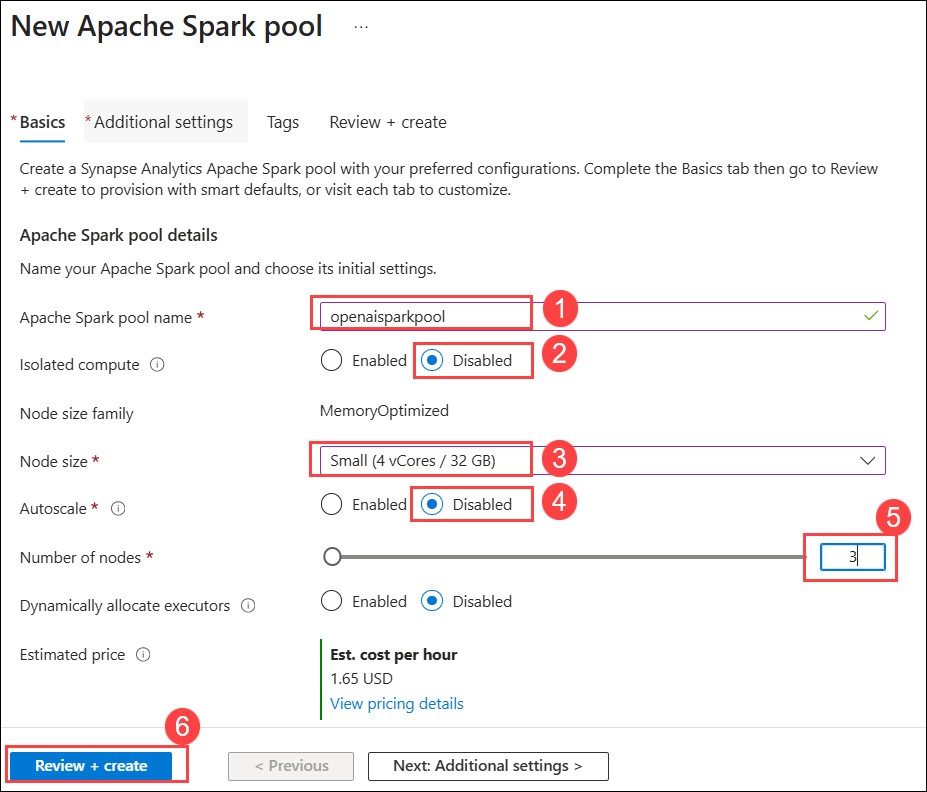 New Apache Spark pool ...
* Basics * Additional settings Tags Review + create
Create a Synapse Analytics Apache Spark pool with your preferred configurations. Complete the Basics tab then go to Review
+ create to provision with smart defaults, or visit each tab to customize.
Apache Spark pool details
Name your Apache Spark pool and choose its initial settings.
Apache Spark pool name * openaisparkpool 1
Isolated compute Enabled Disabled 2
Node size family MemoryOptimized
Node size * Small (4 vCores / 32 GB) 3
Autoscale * Enabled Disabled 4
5
Number of nodes * 3
Dynamically allocate executors Enabled Disabled
Estimated price Est. cost per hour
1.65 USD
View pricing details
6
Review + create < Previous Next: Additional settings >